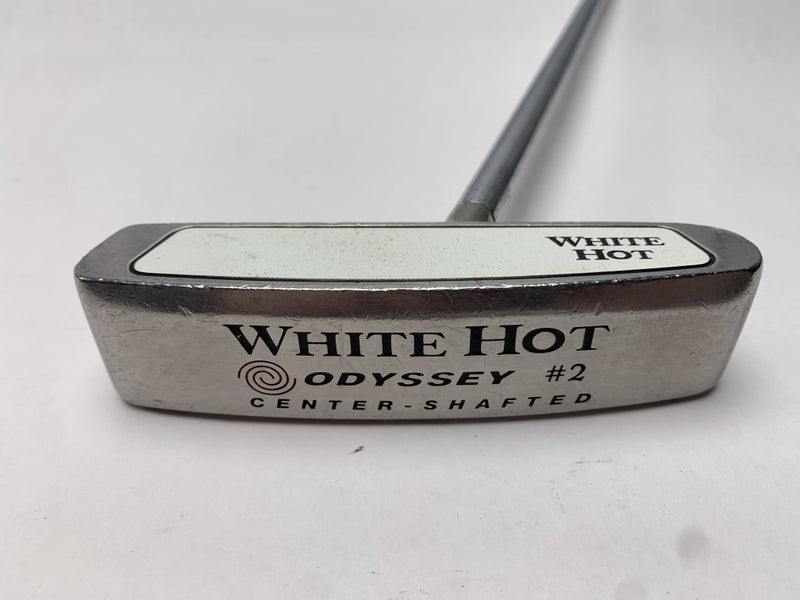 WHITE
HOT
WHITE HOT
ODYSSEY #2
CENTER-SHAFTED